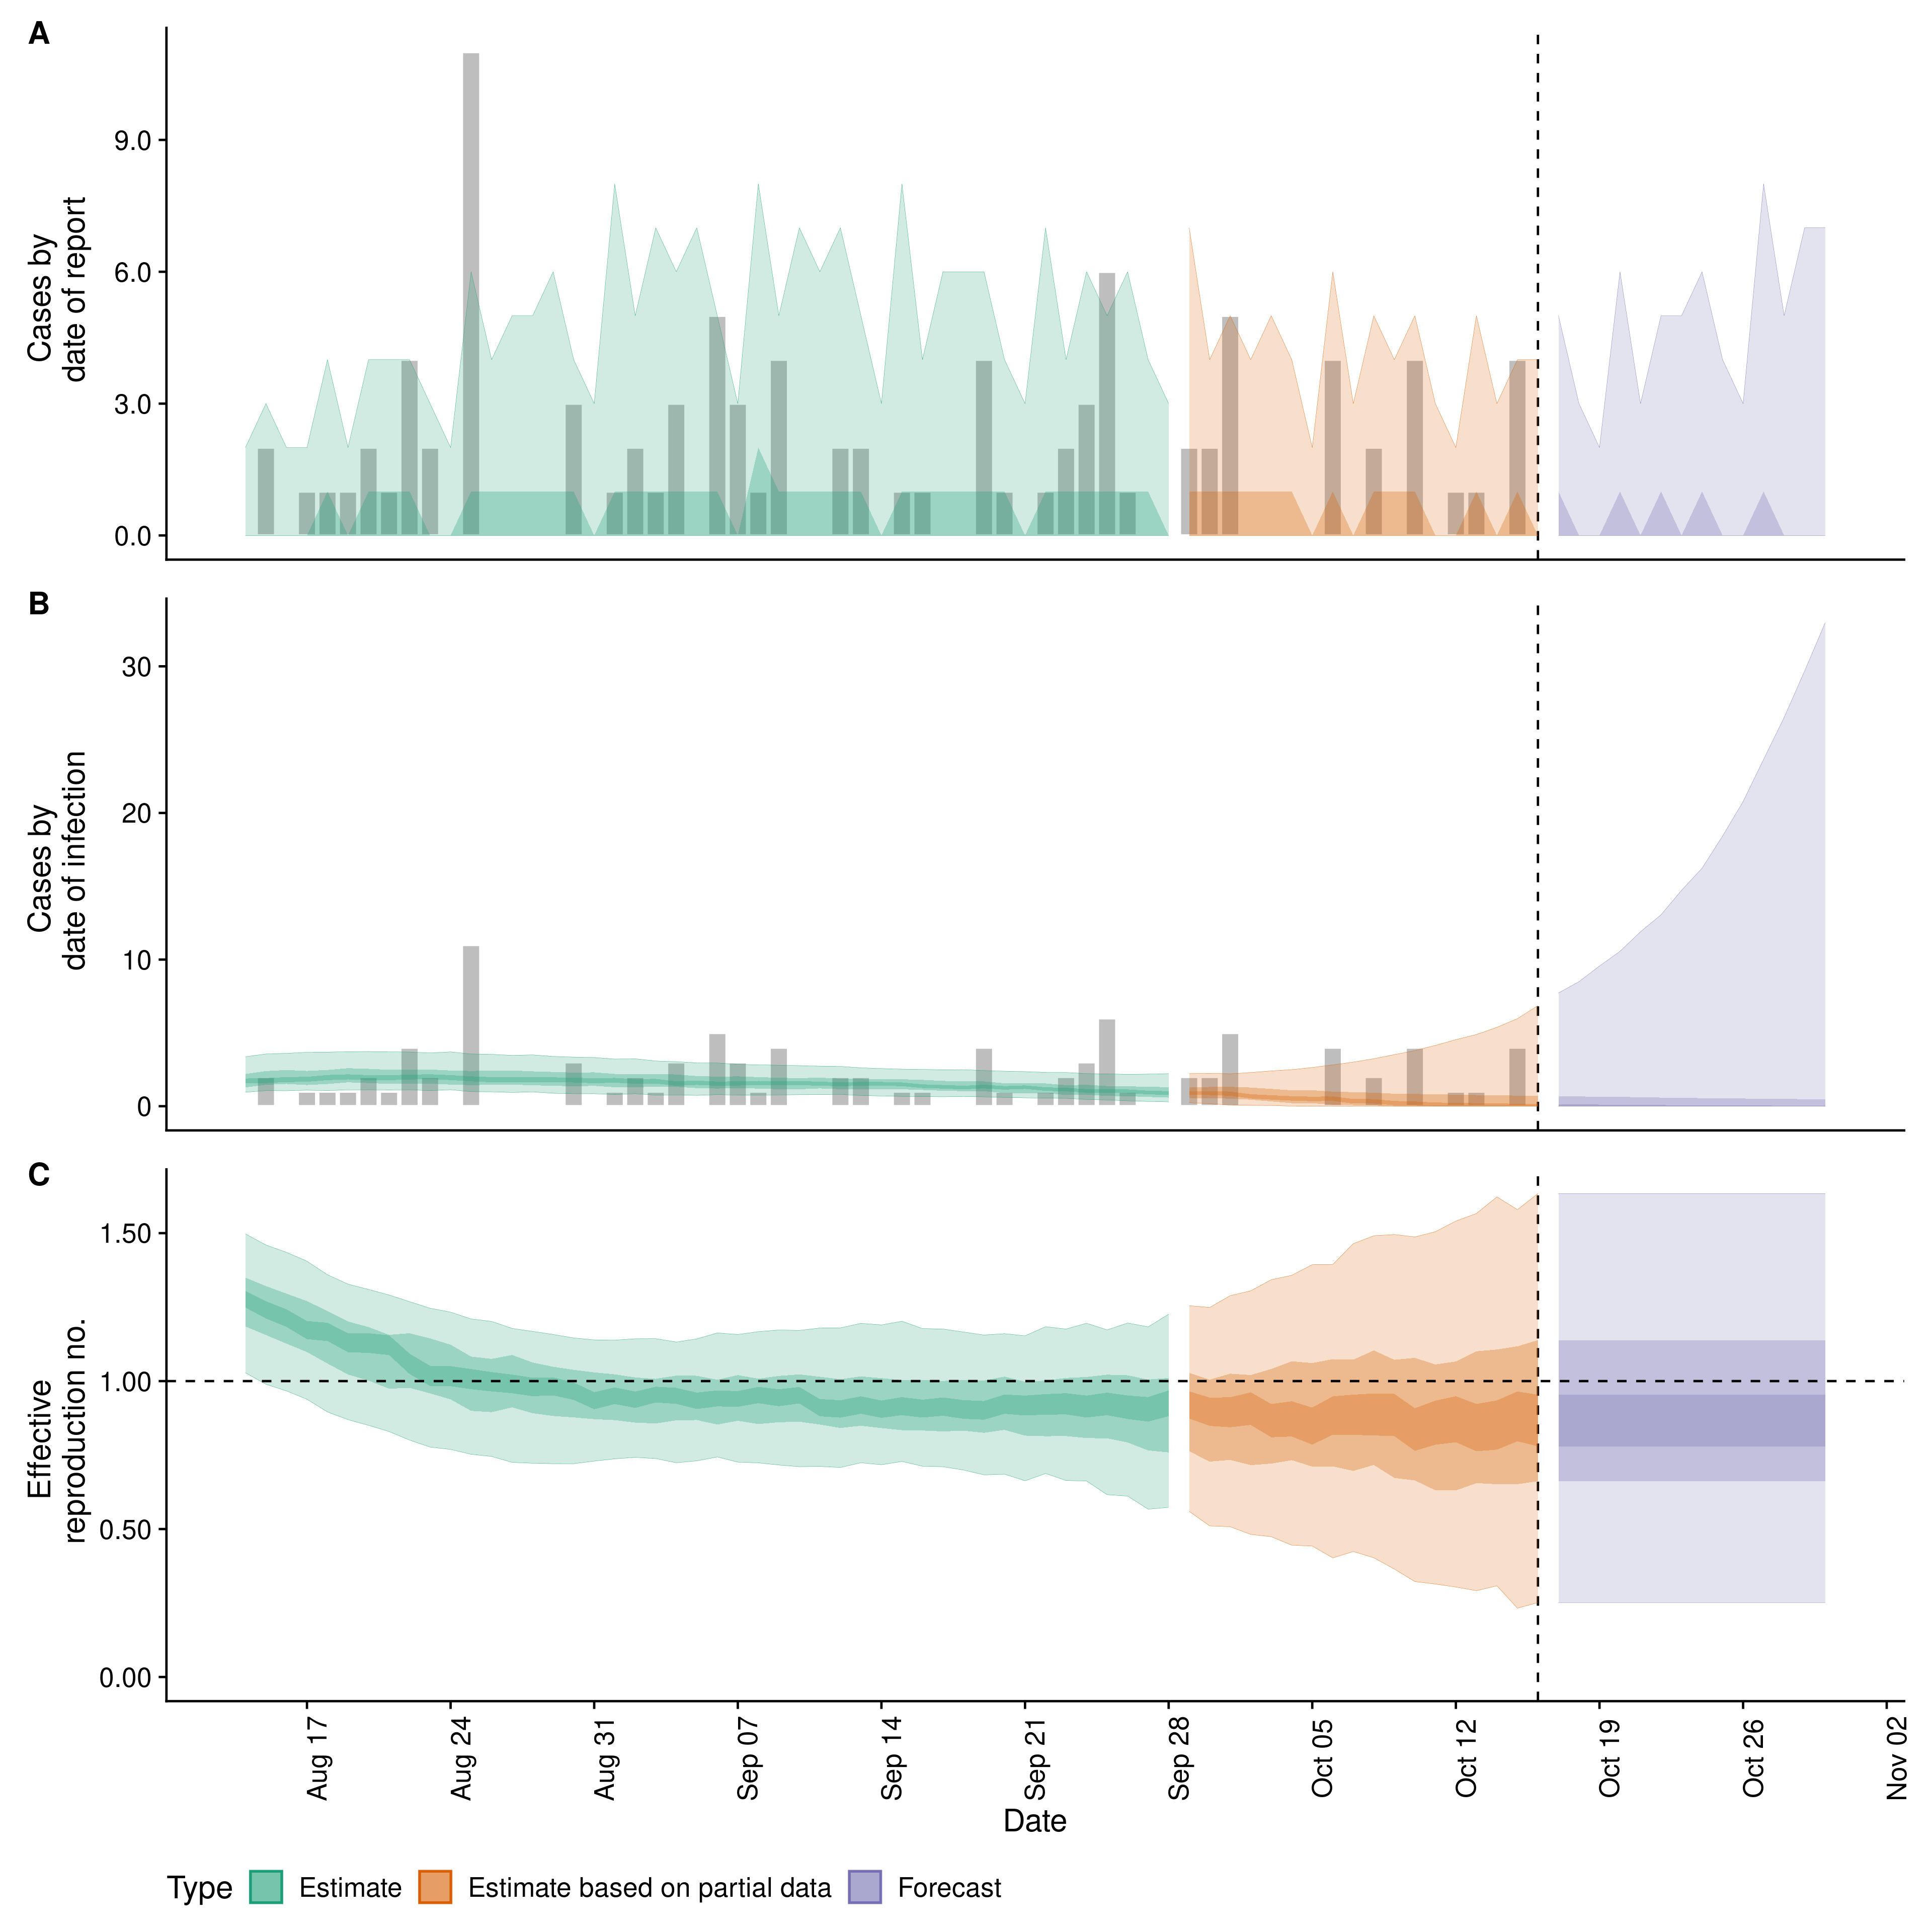 A
Cases by
date of report
9.0
6.0
3.0
0.0
B
Cases by
date of infection
30
20
10
0
C
Effective
reproduction no.
1.50
1.00
0.50
0.00
Aug 17
Aug 24
Aug 31
Sep 07
Sep 14
Sep 21
Sep 28
Oct 05
Oct 12
Oct 19
Oct 26
Nov 02
Date
Type
Estimate
Estimate based on partial data
Forecast